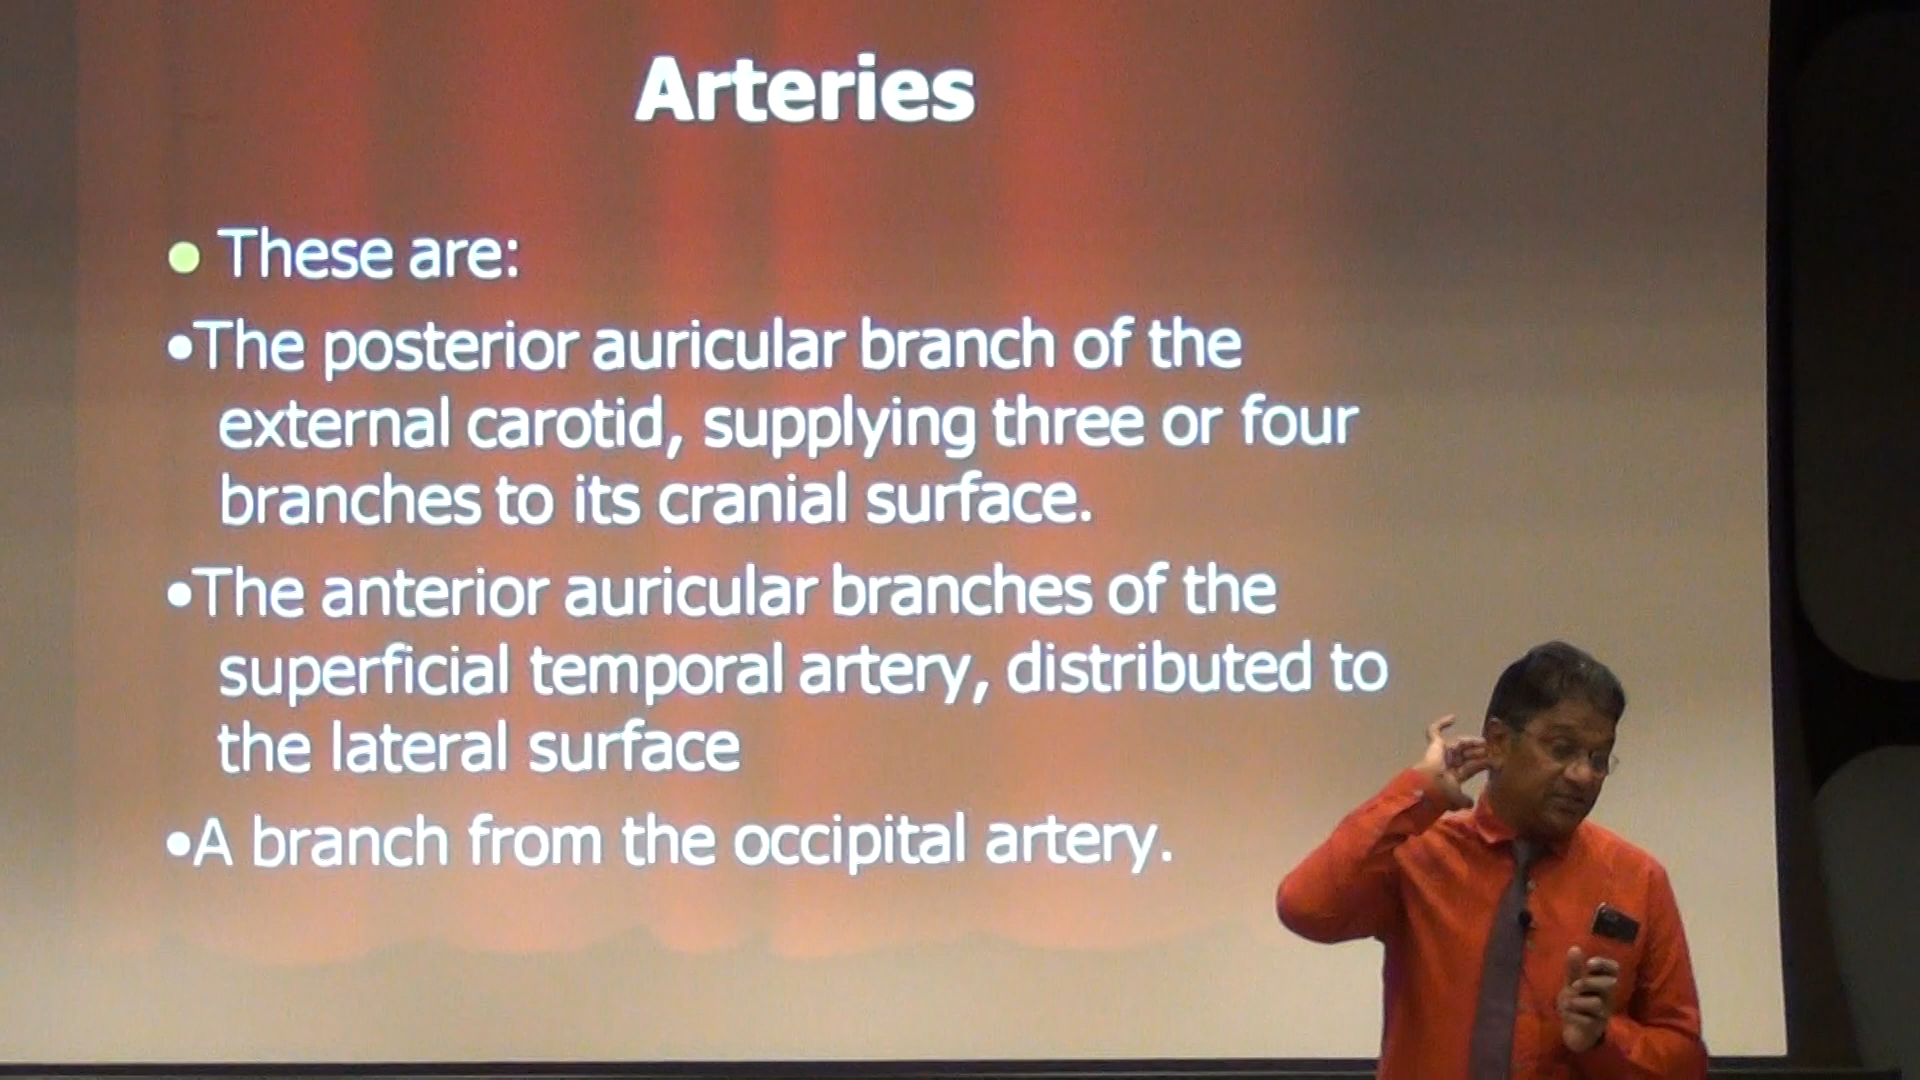 Arteries
● These are:
•The posterior auricular branch of the
external carotid, supplying three or four
branches to its cranial surface.
•The anterior auricular branches of the
superficial temporal artery, distributed to
the lateral surface
•A branch from the occipital artery.